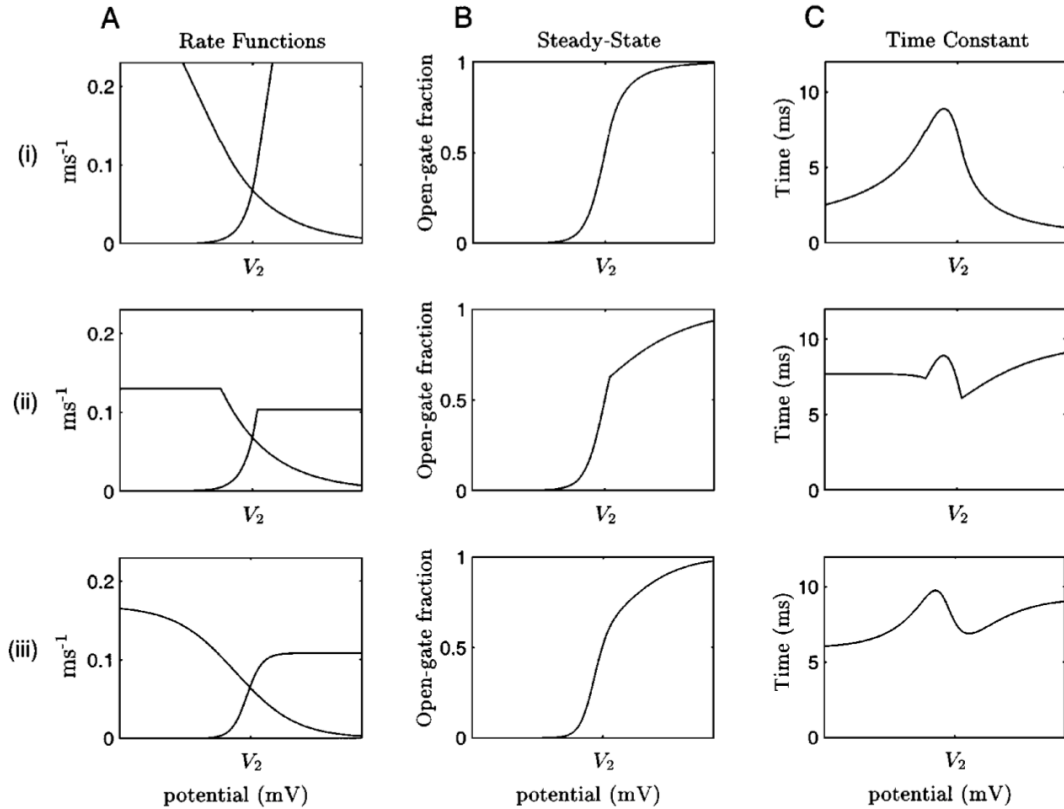 A B C
Rate Functions Steady-State Time Constant
(i)
ms⁻¹
0.2
0.1
0
V₂
Open-gate fraction
1
0.5
0
V₂
Time (ms)
10
5
0
V₂
(ii)
ms⁻¹
0.2
0.1
0
V₂
Open-gate fraction
1
0.5
0
V₂
Time (ms)
10
5
0
V₂
(iii)
ms⁻¹
0.2
0.1
0
V₂
potential (mV)
Open-gate fraction
1
0.5
0
V₂
potential (mV)
Time (ms)
10
5
0
V₂
potential (mV)